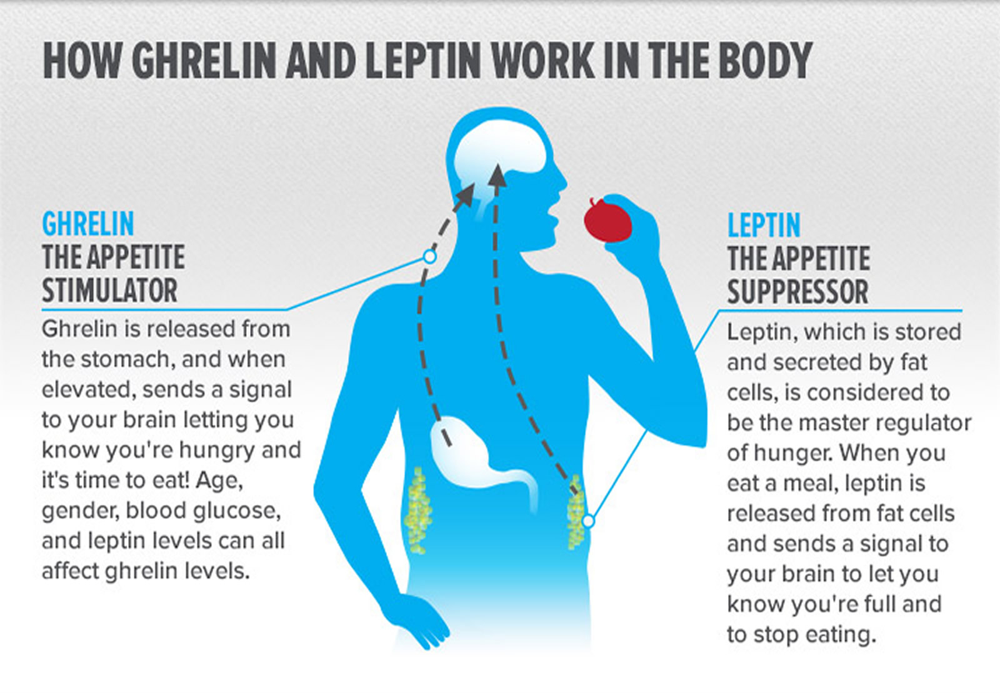 HOW GHRELIN AND LEPTIN WORK IN THE BODY
GHRELIN
THE APPETITE
STIMULATOR
Ghrelin is released from
the stomach, and when
elevated, sends a signal
to your brain letting you
know you're hungry and
it's time to eat! Age,
gender, blood glucose,
and leptin levels can all
affect ghrelin levels.
LEPTIN
THE APPETITE
SUPPRESSOR
Leptin, which is stored
and secreted by fat
cells, is considered to
be the master regulator
of hunger. When you
eat a meal, leptin is
released from fat cells
and sends a signal to
your brain to let you
know you're full and
to stop eating.